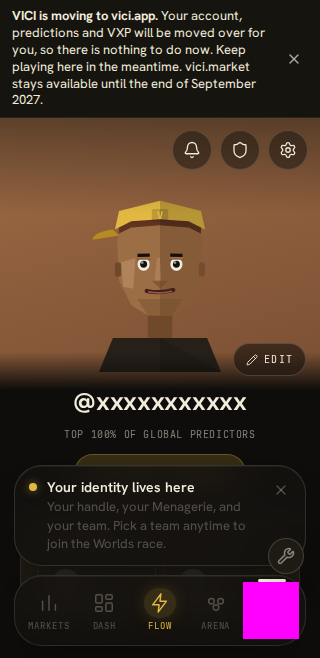 VICI is moving to vici.app. Your account,
predictions and VXP will be moved over for
you, so there is nothing to do now. Keep
playing here in the meantime. vici.market
stays available until the end of September
2027.
V
EDIT
@xxxxxxxxxxx
TOP 100% OF GLOBAL PREDICTORS
Your identity lives here
Your handle, your Menagerie, and
your team. Pick a team anytime to
join the Worlds race.
MARKETS DASH FLOW ARENA